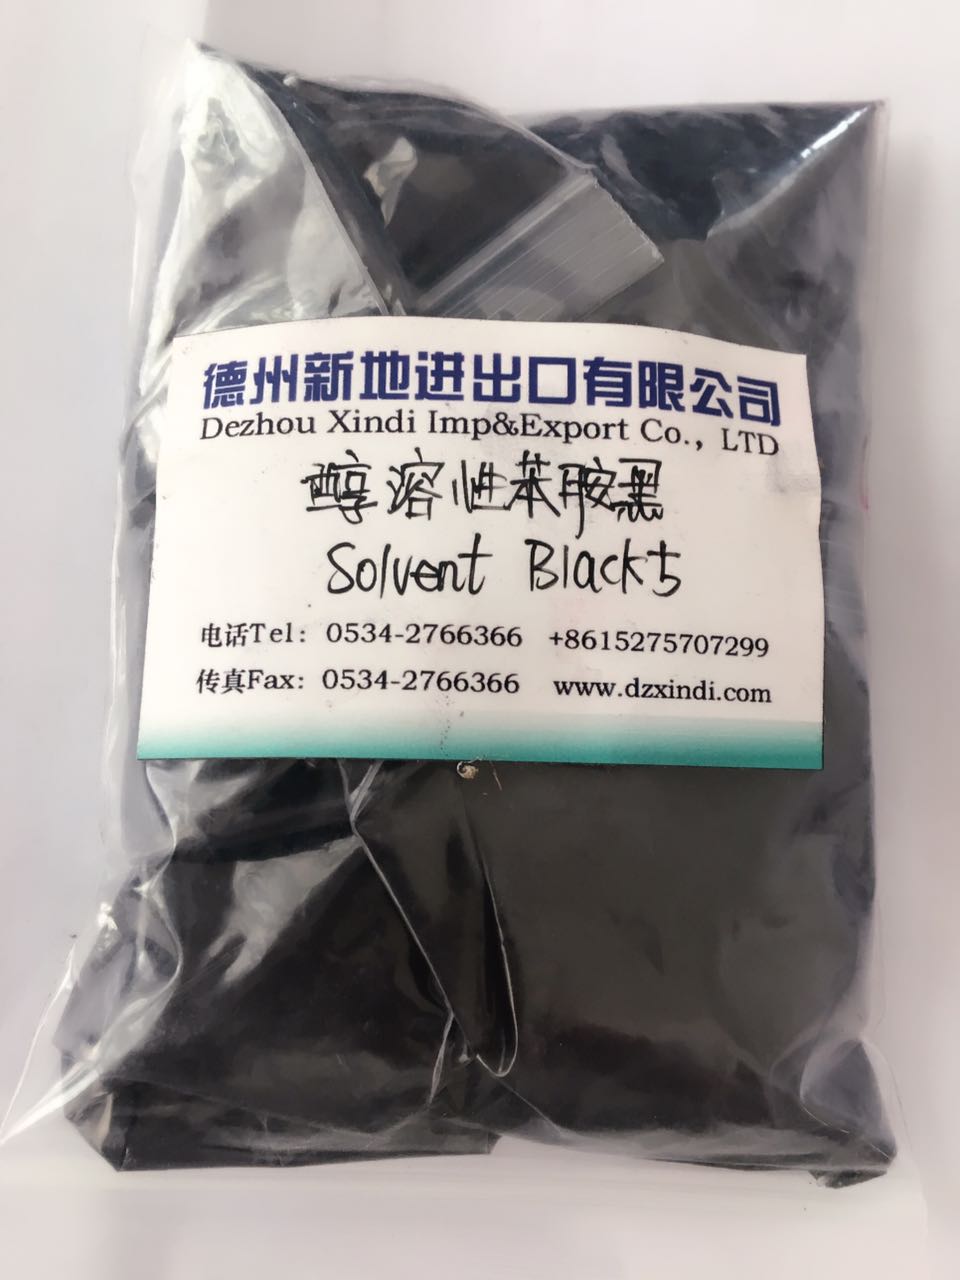 德州新地进出口有限公司
Dezhou Xindi Imp&Export Co., LTD
醇溶性苯胺黑
Solvent Black 5
电话Tel: 0534-2766366 +8615275707299
传真Fax: 0534-2766366 www.dzxindi.com